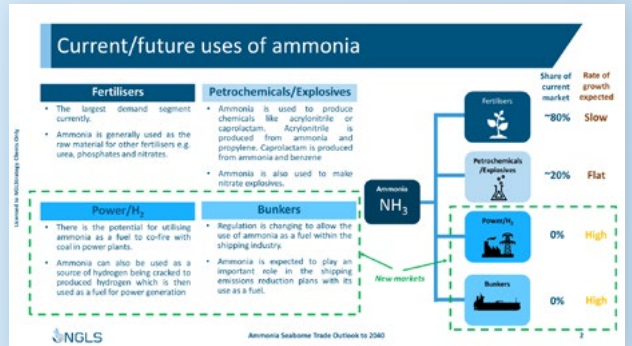 Current/future uses of ammonia
Fertilisers
• The largest demand segment
currently.
• Ammonia is generally used as the
raw material for other fertilisers e.g.
urea, phosphates and nitrates.
Petrochemicals/Explosives
• Ammonia is used to produce
chemicals like acrylonitrile or
caprolactam. Acrylonitrile is
produced from ammonia and
propylene. Caprolactam is produced
from ammonia and benzene
• Ammonia is also used to make
nitrate explosives.
Power/H₂
• There is the potential for utilising
ammonia as a fuel to co-fire with
coal in power plants.
• Ammonia can also be used as a
source of hydrogen being cracked to
produced hydrogen which is then
used as a fuel for power generation
Bunkers
• Regulation is changing to allow the
use of ammonia as a fuel within the
shipping industry.
• Ammonia is expected to play an
important role in the shipping
emissions reduction plans with its
use as a fuel.
New markets
Ammonia
NH₃
Share of
current
market
Rate of
growth
expected
Fertilisers
~80%
Slow
Petrochemicals
/Explosives
~20%
Flat
Power/H₂
0%
High
Bunkers
0%
High
Licensed to NGLStrategy Clients Only
NGLS
Ammonia Seaborne Trade Outlook to 2040
2